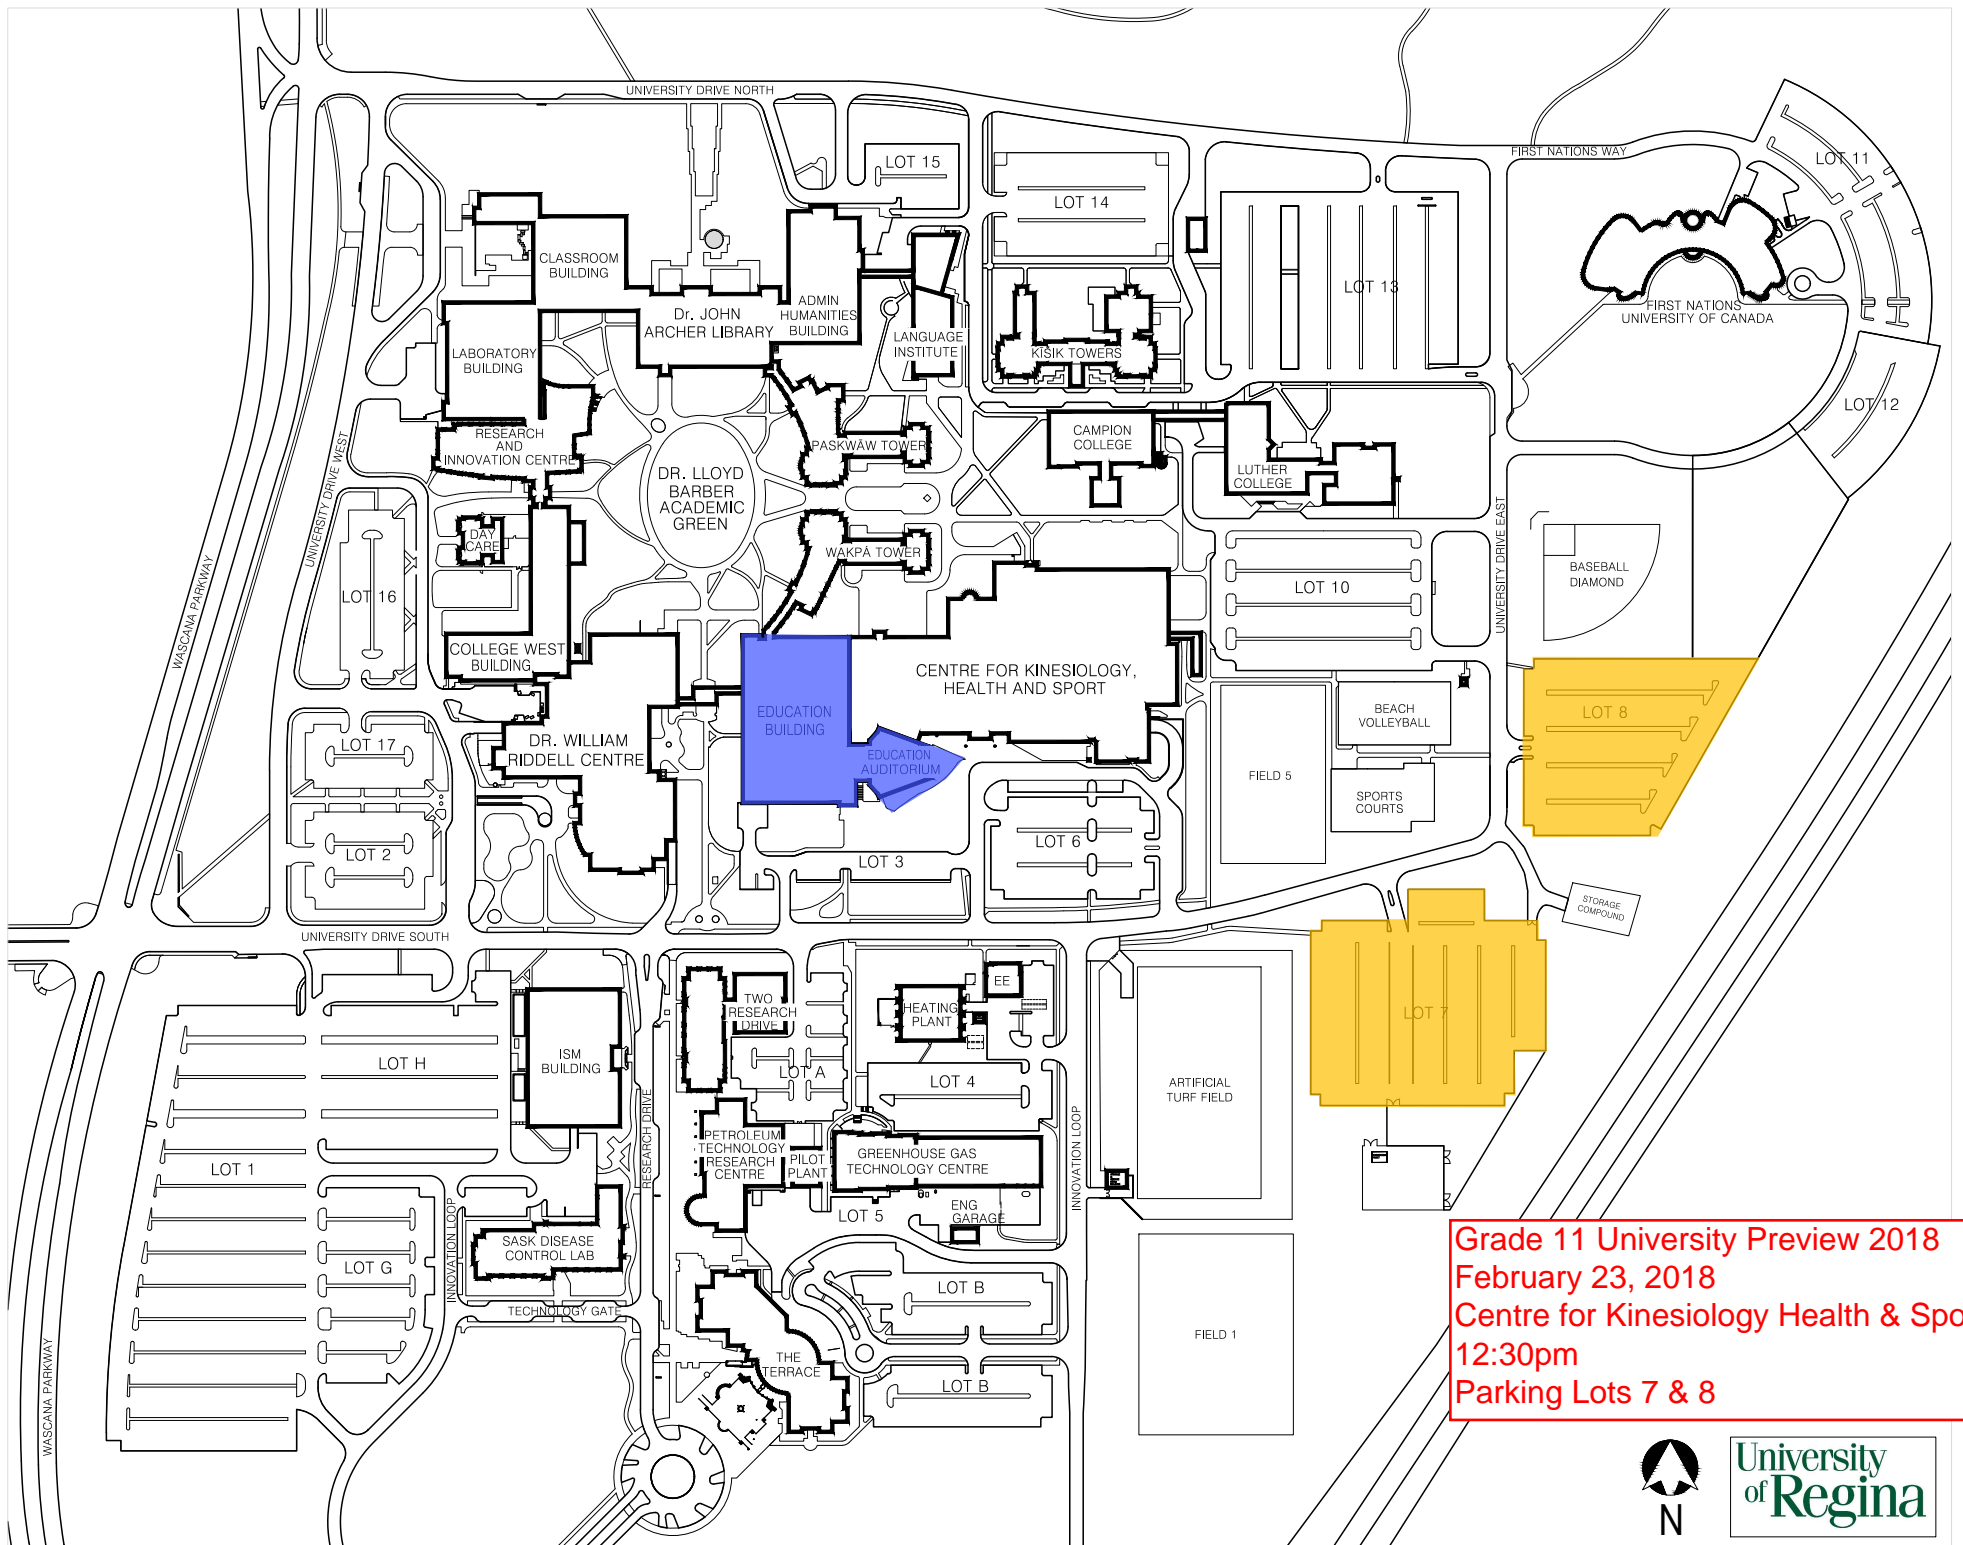 UNIVERSITY DRIVE NORTH
FIRST NATIONS WAY
LOT 15
LOT 11
LOT 14
CLASSROOM
BUILDING
LOT 13
ADMIN
HUMANITIES
BUILDING
Dr. JOHN
ARCHER LIBRARY
FIRST NATIONS
UNIVERSITY OF CANADA
LANGUAGE
INSTITUTE
KĪSIK TOWERS
LABORATORY
BUILDING
LOT 12
RESEARCH
AND
INNOVATION CENTRE
PASKWĀW TOWER
CAMPION
COLLEGE
LUTHER
COLLEGE
DR. LLOYD
BARBER
ACADEMIC
GREEN
UNIVERSITY DRIVE WEST
UNIVERSITY DRIVE EAST
DAY
CARE
WAKPĀ TOWER
BASEBALL
DIAMOND
LOT 16
LOT 10
WASCANA PARKWAY
COLLEGE WEST
BUILDING
CENTRE FOR KINESIOLOGY,
HEALTH AND SPORT
EDUCATION
BUILDING
BEACH
VOLLEYBALL
LOT 8
LOT 17
DR. WILLIAM
RIDDELL CENTRE
EDUCATION
AUDITORIUM
FIELD 5
SPORTS
COURTS
LOT 2
LOT 3
LOT 6
STORAGE
COMPOUND
UNIVERSITY DRIVE SOUTH
TWO
RESEARCH
DRIVE
HEATING
PLANT
EE
LOT 7
LOT H
ISM
BUILDING
LOT A
LOT 4
ARTIFICIAL
TURF FIELD
RESEARCH DRIVE
INNOVATION LOOP
PETROLEUM
TECHNOLOGY
RESEARCH
CENTRE
PILOT
PLANT
GREENHOUSE GAS
TECHNOLOGY CENTRE
LOT 1
LOT 5
ENG
GARAGE
INNOVATION LOOP
SASK DISEASE
CONTROL LAB
LOT G
LOT B
TECHNOLOGY GATE
FIELD 1
THE
TERRACE
LOT B
WASCANA PARKWAY
Grade 11 University Preview 2018
February 23, 2018
Centre for Kinesiology Health & Spo
12:30pm
Parking Lots 7 & 8
N
University
of Regina